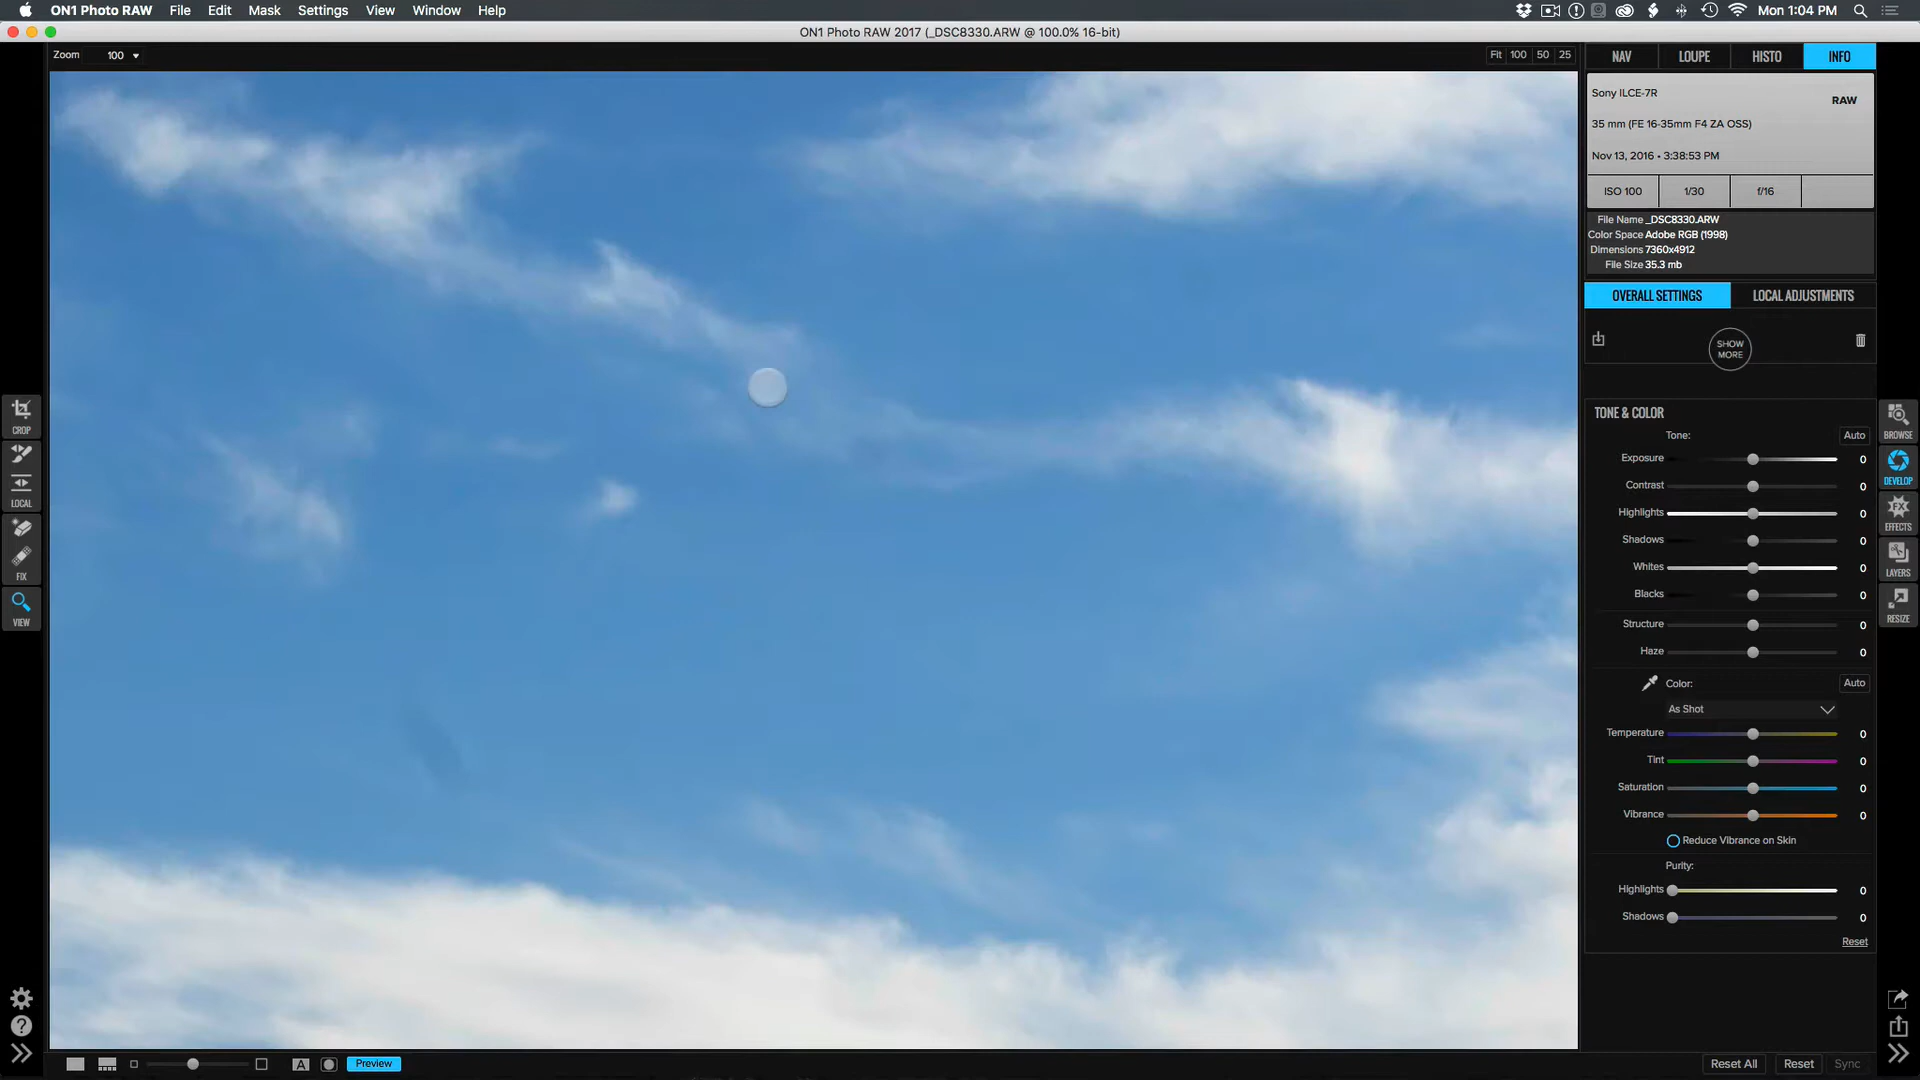 ON1 Photo RAW File Edit Mask Settings View Window Help Mon 1:04 PM
ON1 Photo RAW 2017 (_DSC8330.ARW @ 100.0% 16-bit)
Zoom 100 Fit 100 50 25
NAV LOUPE HISTO INFO
Sony ILCE-7R
RAW
35 mm (FE 16-35mm F4 ZA OSS)
Nov 13, 2016 • 3:38:53 PM
ISO 100 1/30 f/16
File Name _DSC8330.ARW
Color Space Adobe RGB (1998)
Dimensions 7360x4912
File Size 35.3 mb
OVERALL SETTINGS LOCAL ADJUSTMENTS
SHOW
MORE
TONE & COLOR
Tone: Auto
Exposure 0
Contrast 0
Highlights 0
Shadows 0
Whites 0
Blacks 0
Structure 0
Haze 0
Color: Auto
As Shot
Temperature 0
Tint 0
Saturation 0
Vibrance 0
Reduce Vibrance on Skin
Purity:
Highlights 0
Shadows 0
Reset
CROP
LOCAL
FIX
VIEW
BROWSE
DEVELOP
FX
EFFECTS
LAYERS
RESIZE
?
A Preview Reset All Reset Sync